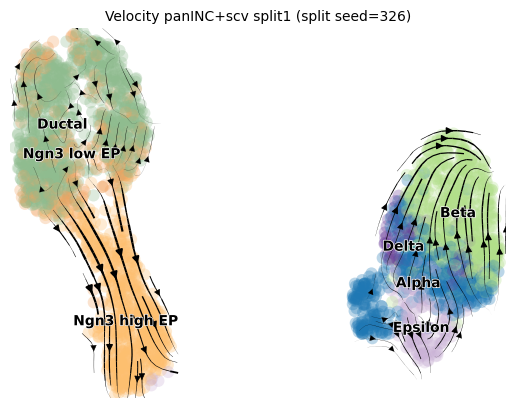 Velocity panINC+scv split1 (split seed=326)
Ductal
Ngn3 low EP
Beta
Delta
Alpha
Ngn3 high EP
Epsilon